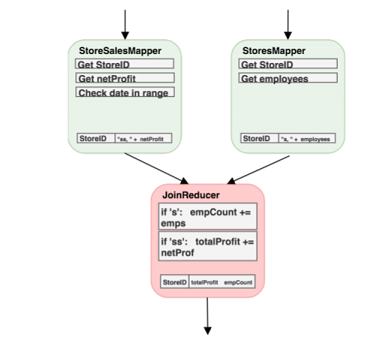 StoreSalesMapper
Get StoreID
Get netProfit
Check date in range
StoreID "ss, " + netProfit
StoresMapper
Get StoreID
Get employees
StoreID "s, " + employees
JoinReducer
if 's': empCount +=
emps
if 'ss': totalProfit +=
netProf
StoreID totalProfit empCount